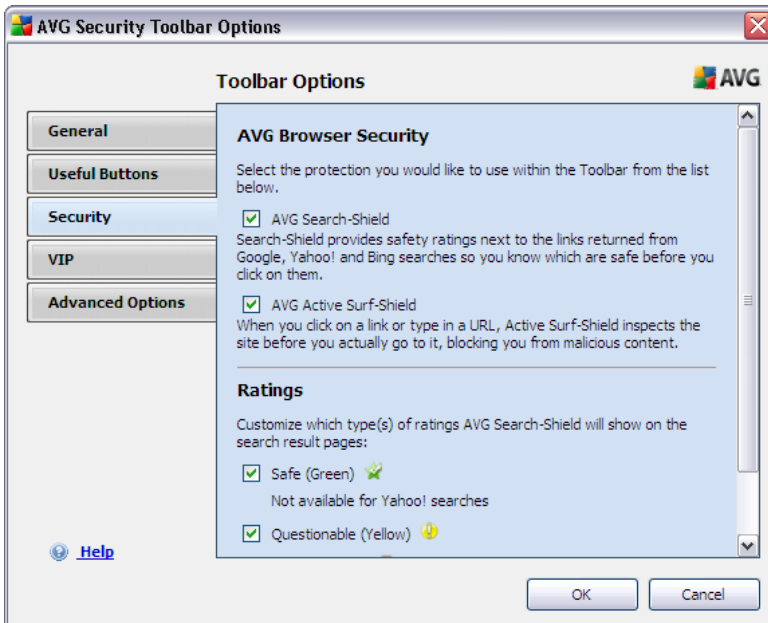 AVG Security Toolbar Options
Toolbar Options
AVG
General
Useful Buttons
Security
VIP
Advanced Options
Help
AVG Browser Security
Select the protection you would like to use within the Toolbar from the list
below.
AVG Search-Shield
Search-Shield provides safety ratings next to the links returned from
Google, Yahoo! and Bing searches so you know which are safe before you
click on them.
AVG Active Surf-Shield
When you click on a link or type in a URL, Active Surf-Shield inspects the
site before you actually go to it, blocking you from malicious content.
Ratings
Customize which type(s) of ratings AVG Search-Shield will show on the
search result pages:
Safe (Green)
Not available for Yahoo! searches
Questionable (Yellow)
OK
Cancel